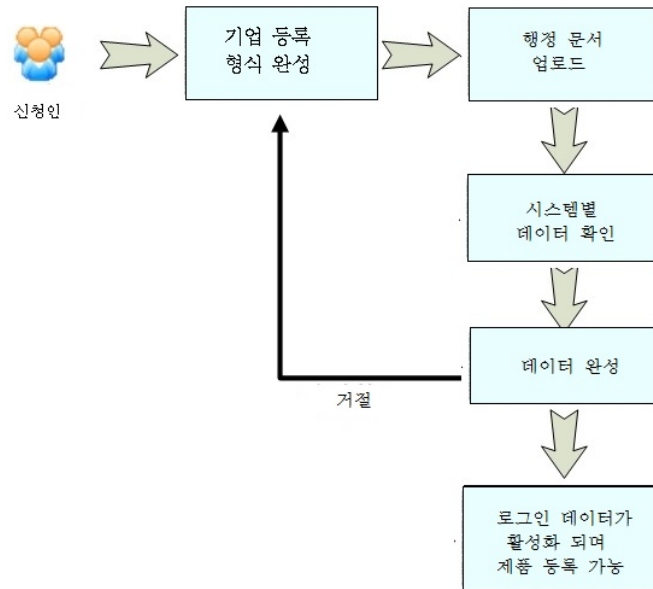 신청인
기업 등록
형식 완성
행정 문서
업로드
시스템별
데이터 확인
데이터 완성
거절
로그인 데이터가
활성화 되며
제품 등록 가능